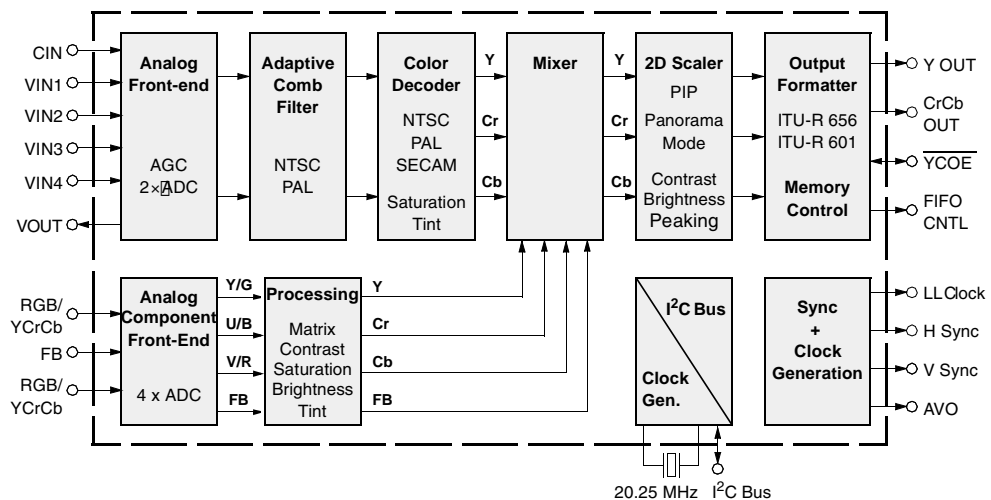 CIN
VIN1
VIN2
VIN3
VIN4
VOUT
Analog
Front-end
AGC
2×▯ADC
Adaptive
Comb
Filter
NTSC
PAL
Color
Decoder
NTSC
PAL
SECAM
Saturation
Tint
Y
Cr
Cb
Mixer
Y
Cr
Cb
2D Scaler
PIP
Panorama
Mode
Contrast
Brightness
Peaking
Output
Formatter
ITU-R 656
ITU-R 601
Memory
Control
Y OUT
CrCb
OUT
YCOE
FIFO
CNTL
RGB/
YCrCb
FB
RGB/
YCrCb
Analog
Component
Front-End
4 x ADC
Y/G
U/B
V/R
FB
Processing
Matrix
Contrast
Saturation
Brightness
Tint
Y
Cr
Cb
FB
I²C Bus
Clock
Gen.
20.25 MHz
I²C Bus
Sync
+
Clock
Generation
LL Clock
H Sync
V Sync
AVO